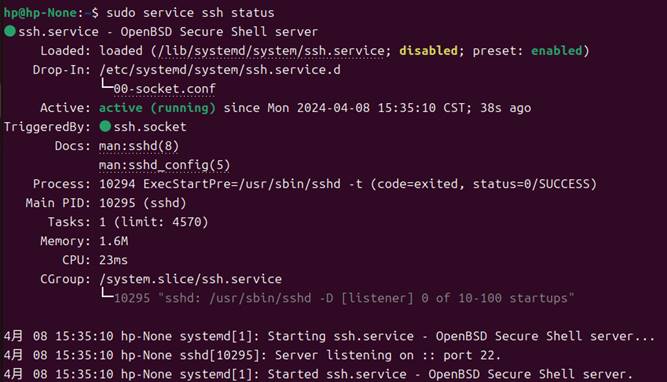 hp@hp-None:~$ sudo service ssh status
●ssh.service - OpenBSD Secure Shell server
Loaded: loaded (/lib/systemd/system/ssh.service; disabled; preset: enabled)
Drop-In: /etc/systemd/system/ssh.service.d
└─00-socket.conf
Active: active (running) since Mon 2024-04-08 15:35:10 CST; 38s ago
TriggeredBy: ●ssh.socket
Docs: man:sshd(8)
man:sshd_config(5)
Process: 10294 ExecStartPre=/usr/sbin/sshd -t (code=exited, status=0/SUCCESS)
Main PID: 10295 (sshd)
Tasks: 1 (limit: 4570)
Memory: 1.6M
CPU: 23ms
CGroup: /system.slice/ssh.service
└─10295 "sshd: /usr/sbin/sshd -D [listener] 0 of 10-100 startups"
4月 08 15:35:10 hp-None systemd[1]: Starting ssh.service - OpenBSD Secure Shell server...
4月 08 15:35:10 hp-None sshd[10295]: Server listening on :: port 22.
4月 08 15:35:10 hp-None systemd[1]: Started ssh.service - OpenBSD Secure Shell server.